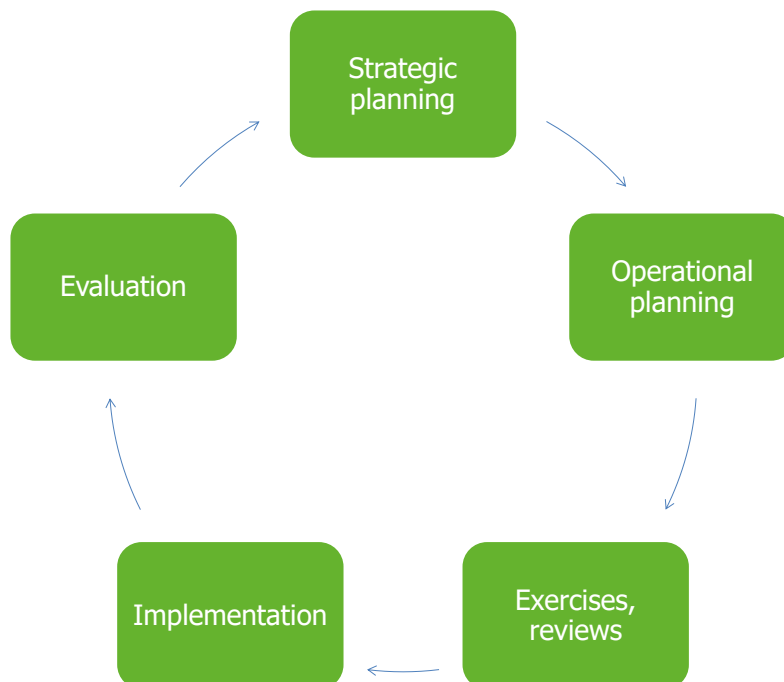 Strategic
planning
Operational
planning
Exercises,
reviews
Implementation
Evaluation